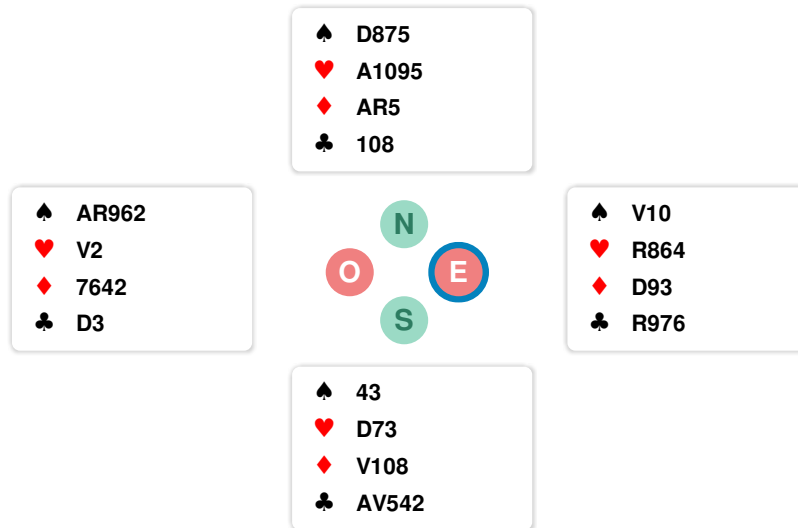 ♠ D875
♥ A1095
♦ AR5
♣ 108
♠ AR962
♥ V2
♦ 7642
♣ D3
N
O
E
S
♠ V10
♥ R864
♦ D93
♣ R976
♠ 43
♥ D73
♦ V108
♣ AV542